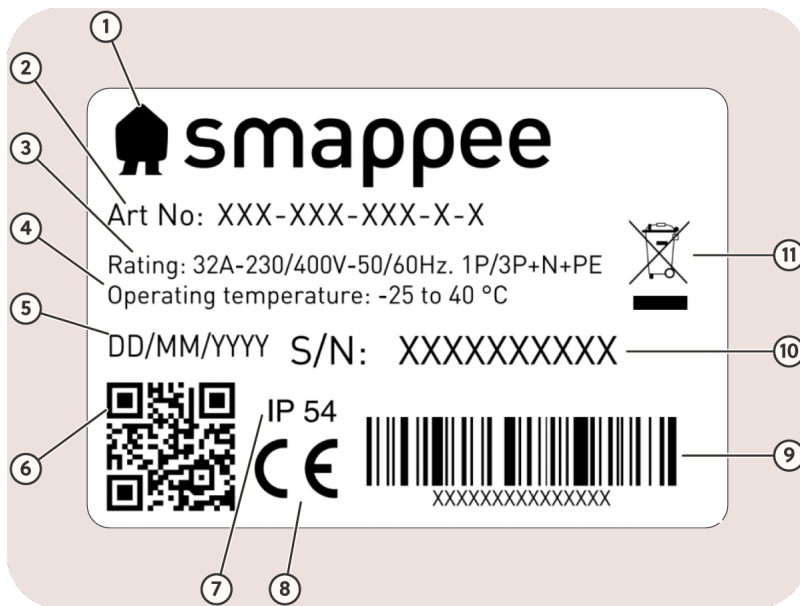 1
2
3
4
5
6
7
8
9
10
11
smappee
Art No: XXX-XXX-XXX-X-X
Rating: 32A-230/400V-50/60Hz. 1P/3P+N+PE
Operating temperature: -25 to 40 °C
DD/MM/YYYY S/N: XXXXXXXXXX
IP 54
CE
XXXXXXXXXXXXXXX